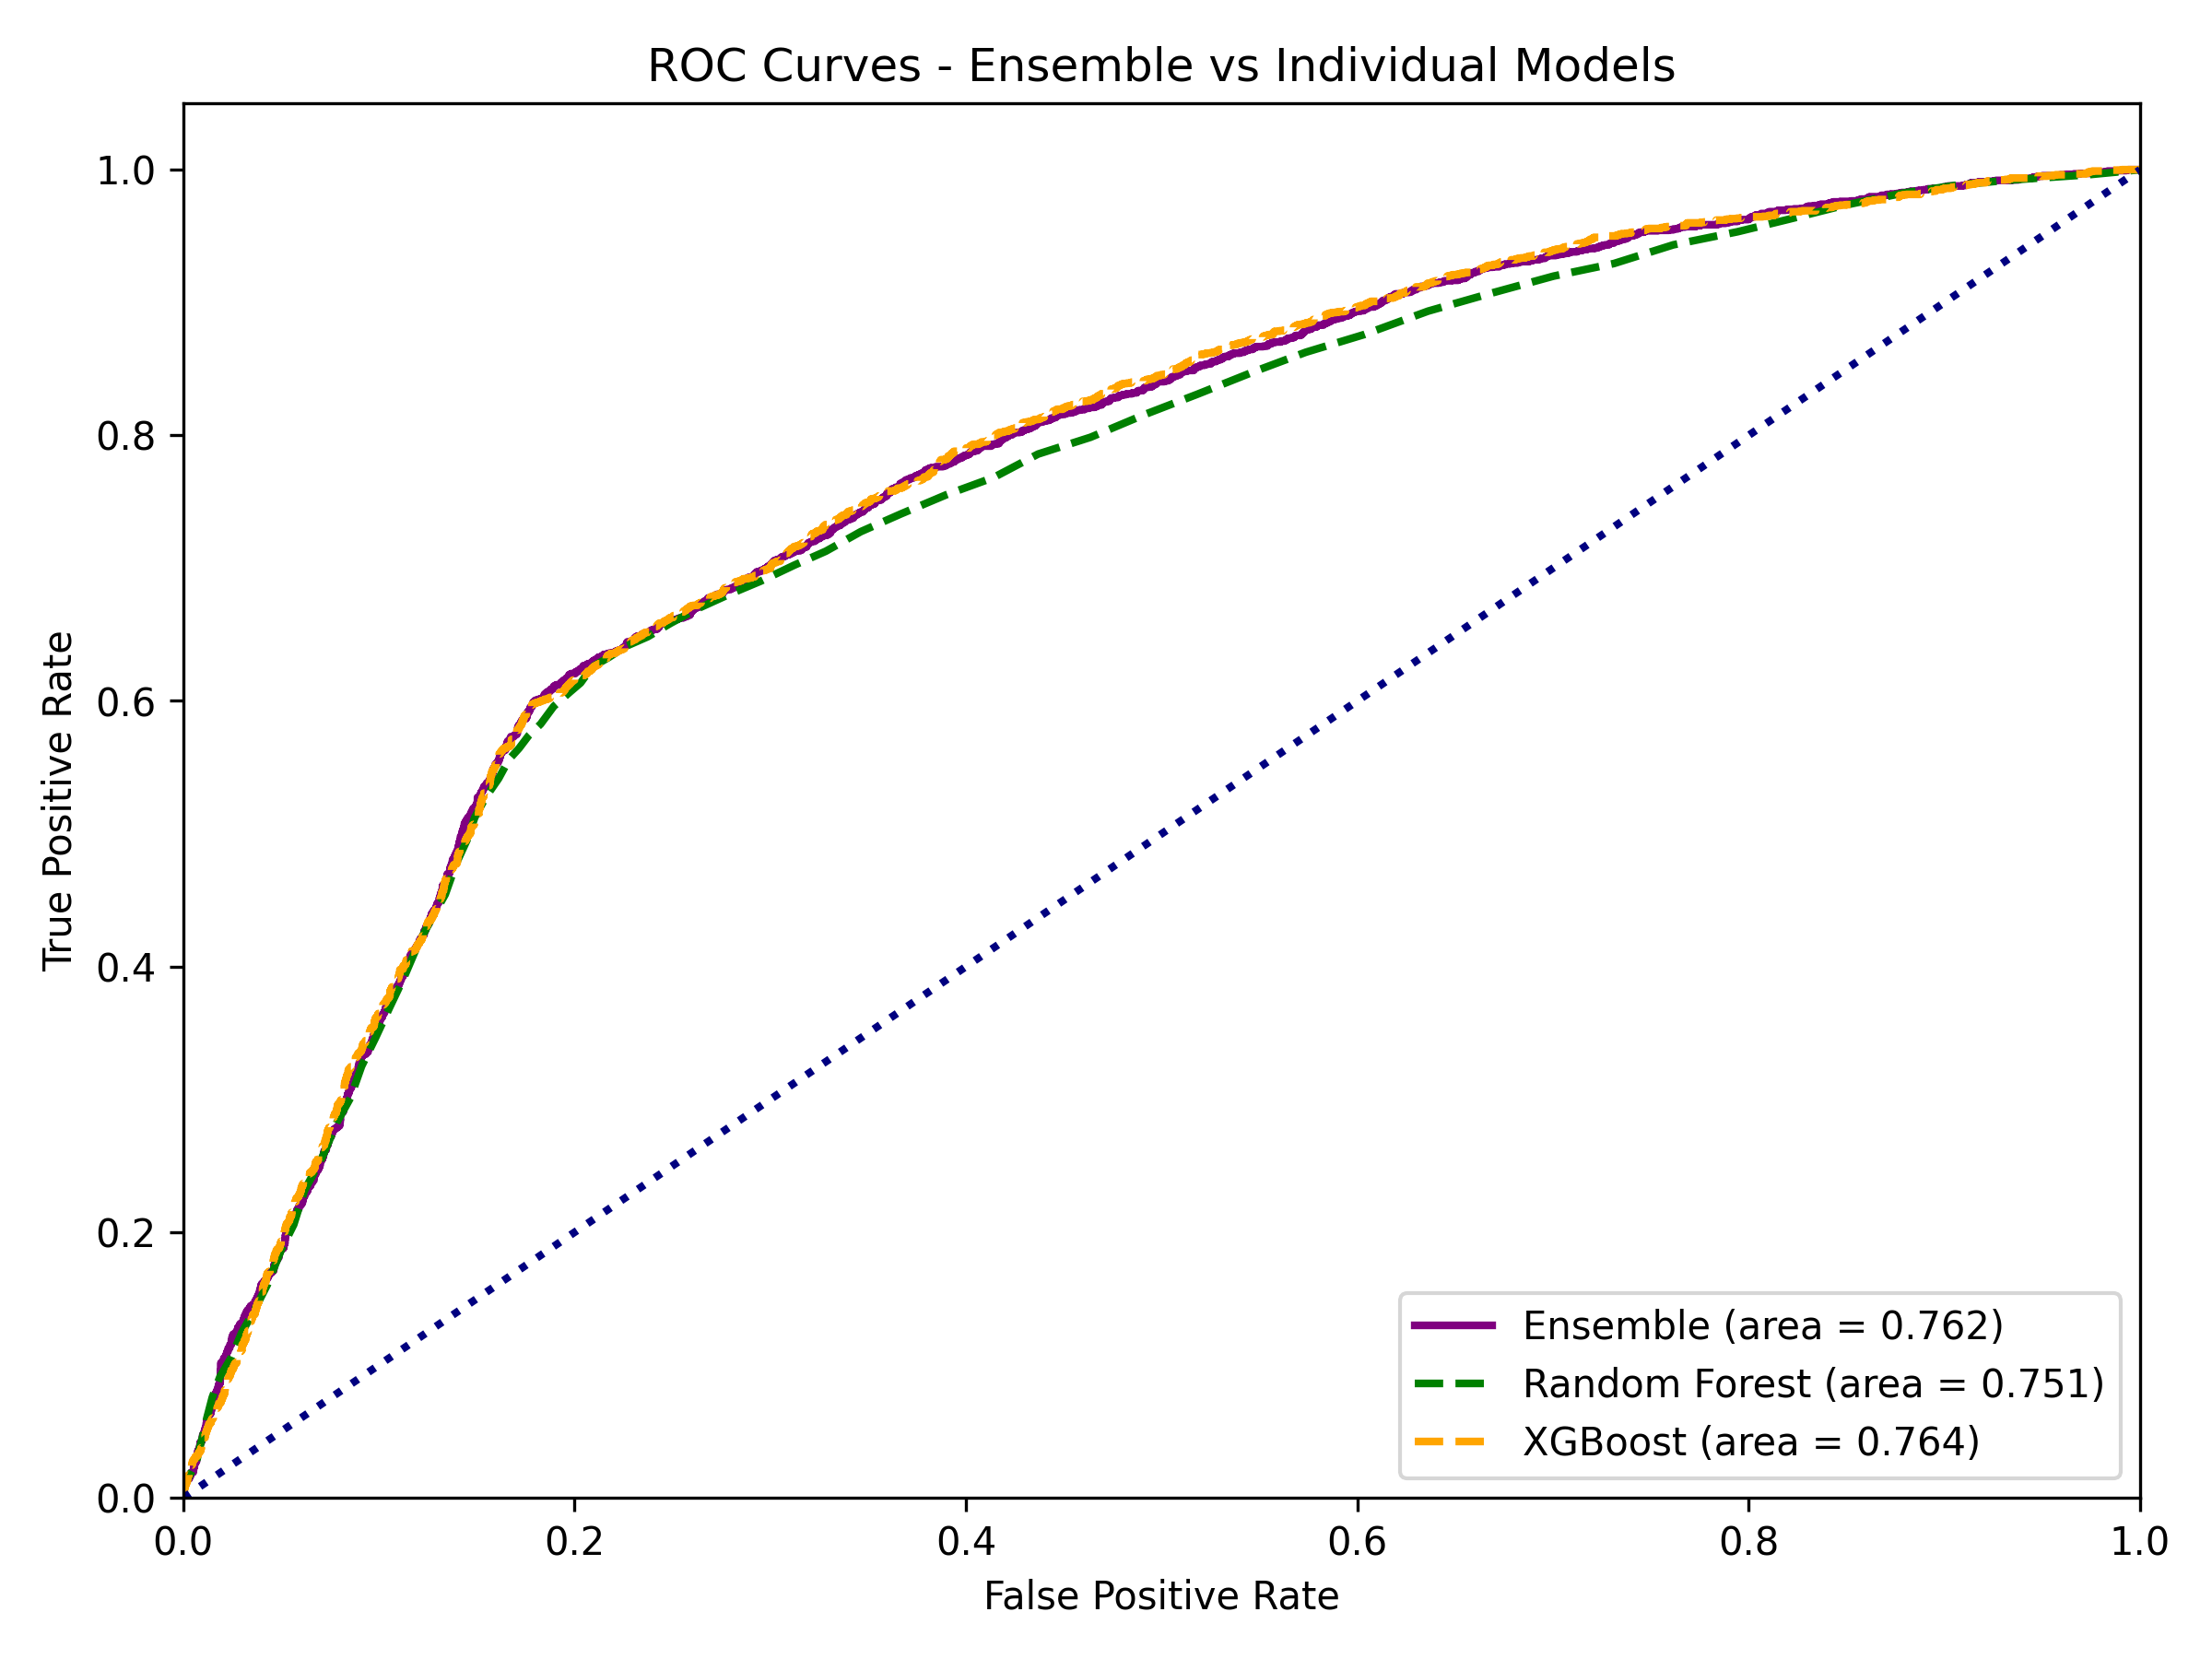 ROC Curves - Ensemble vs Individual Models
1.0
0.8
0.6
0.4
0.2
0.0
True Positive Rate
0.0 0.2 0.4 0.6 0.8 1.0
False Positive Rate
Ensemble (area = 0.762)
Random Forest (area = 0.751)
XGBoost (area = 0.764)